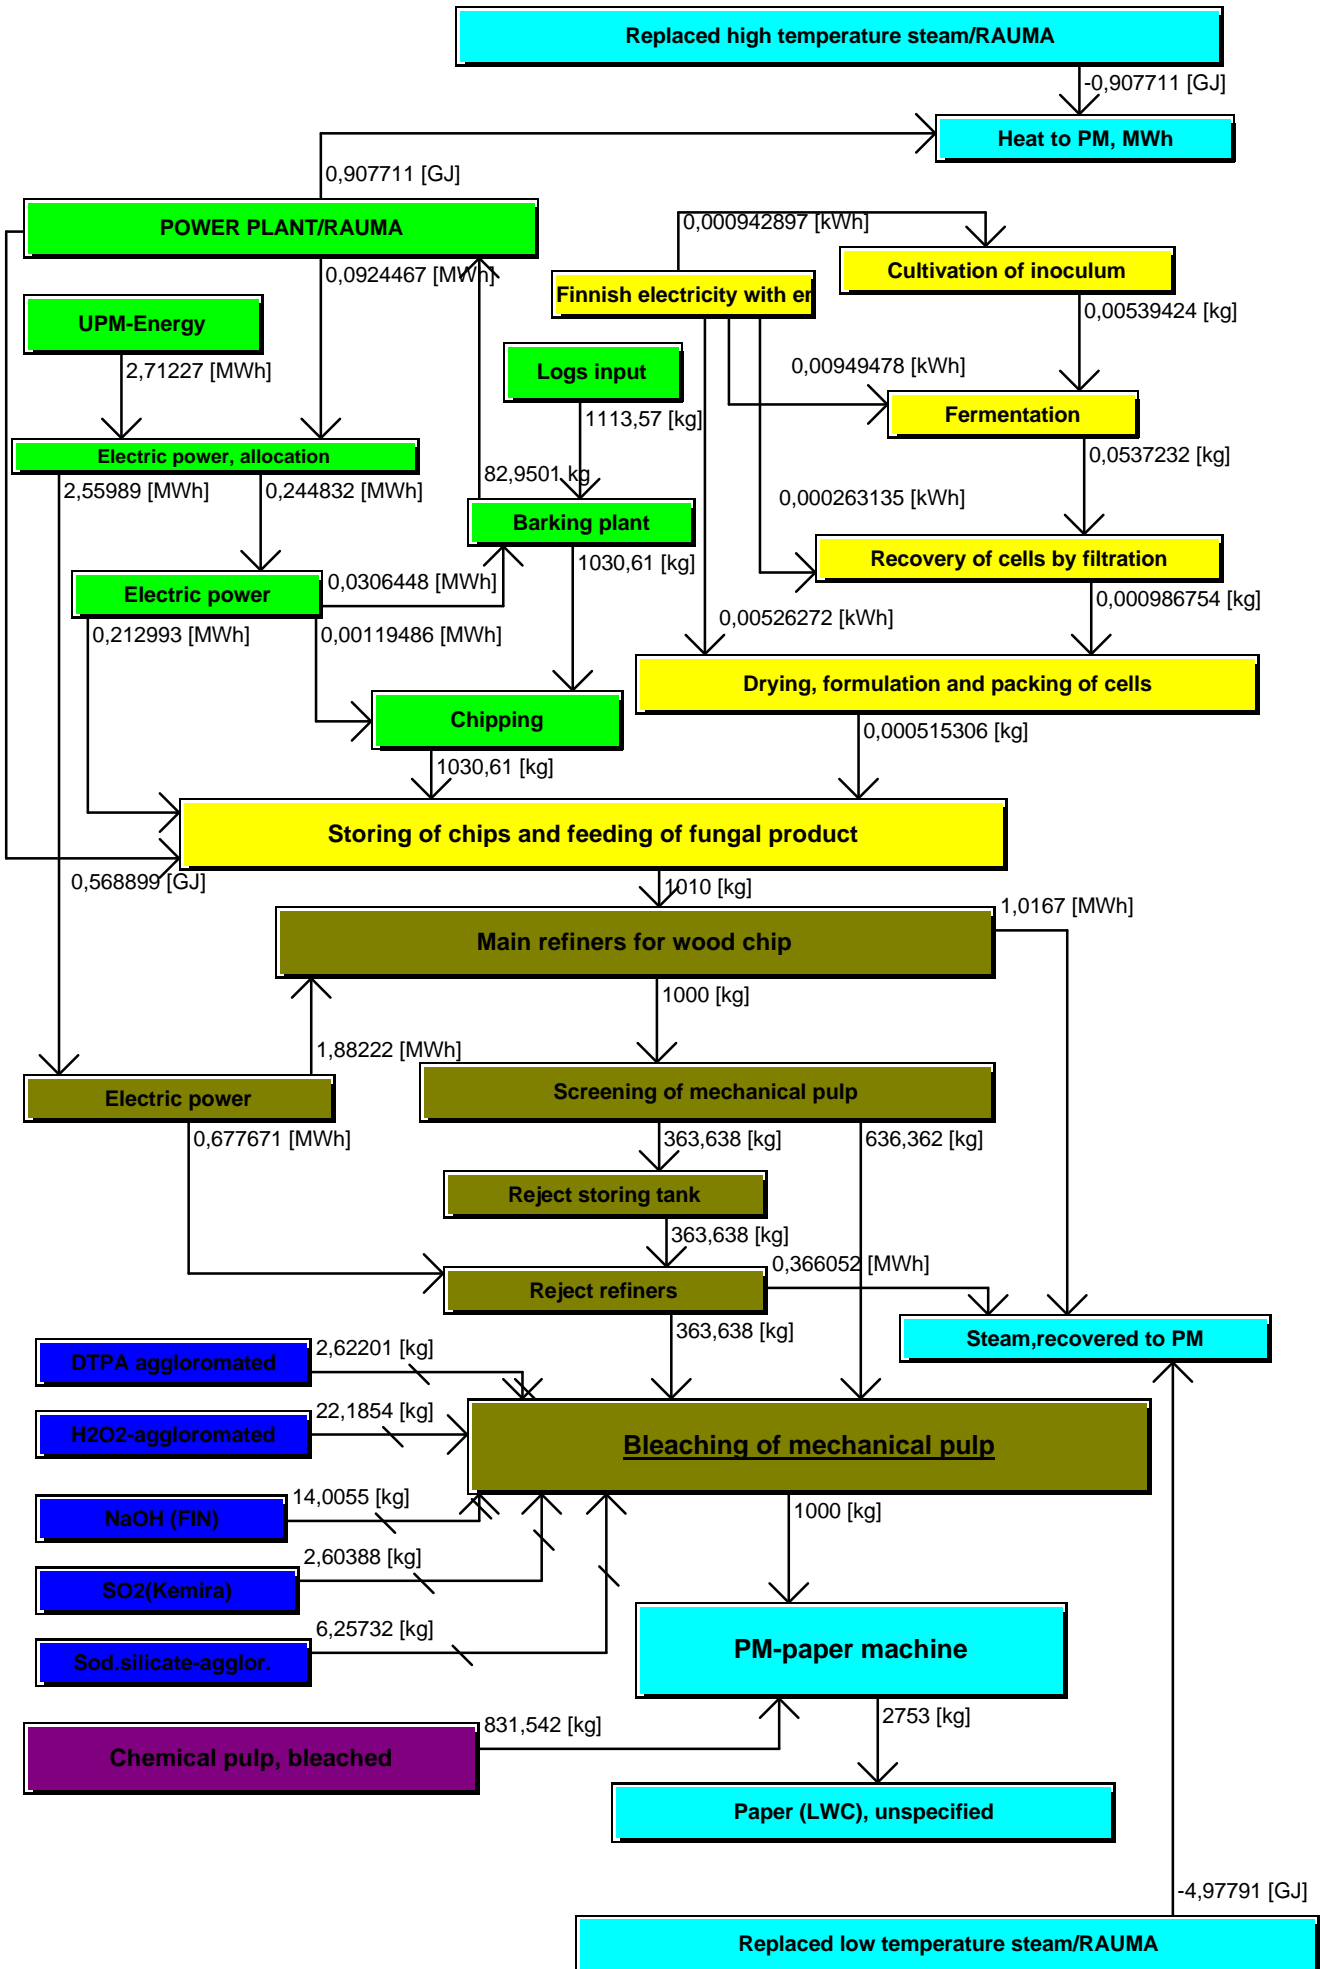 Replaced high temperature steam/RAUMA
-0,907711 [GJ]
Heat to PM, MWh
0,907711 [GJ]
POWER PLANT/RAUMA
0,000942897 [kWh]
0,0924467 [MWh]
Cultivation of inoculum
Finnish electricity with en
0,00539424 [kg]
UPM-Energy
2,71227 [MWh]
Logs input
0,00949478 [kWh]
1113,57 [kg]
Fermentation
Electric power, allocation
0,0537232 [kg]
2,55989 [MWh]
0,244832 [MWh]
82,9501 kg
0,000263135 [kWh]
Barking plant
Recovery of cells by filtration
1030,61 [kg]
0,0306448 [MWh]
Electric power
0,000986754 [kg]
0,212993 [MWh]
0,00119486 [MWh]
0,00526272 [kWh]
Drying, formulation and packing of cells
Chipping
0,000515306 [kg]
1030,61 [kg]
Storing of chips and feeding of fungal product
0,568899 [GJ]
1010 [kg]
1,0167 [MWh]
Main refiners for wood chip
1000 [kg]
1,88222 [MWh]
Electric power
Screening of mechanical pulp
0,677671 [MWh]
363,638 [kg]
636,362 [kg]
Reject storing tank
363,638 [kg]
0,366052 [MWh]
Reject refiners
363,638 [kg]
Steam,recovered to PM
DTPA aggloromated
2,62201 [kg]
22,1854 [kg]
H2O2-aggloromated
Bleaching of mechanical pulp
14,0055 [kg]
NaOH (FIN)
1000 [kg]
2,60388 [kg]
SO2(Kemira)
6,25732 [kg]
Sod.silicate-agglor.
PM-paper machine
831,542 [kg]
2753 [kg]
Chemical pulp, bleached
Paper (LWC), unspecified
-4,97791 [GJ]
Replaced low temperature steam/RAUMA